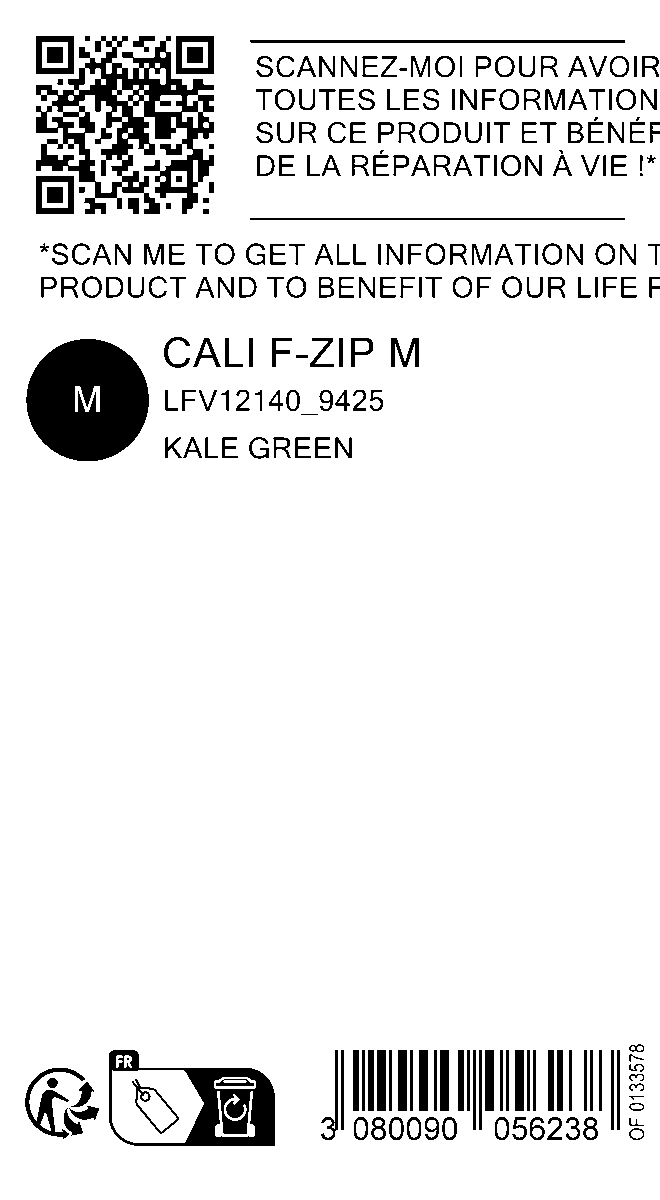 SCANNEZ-MOI POUR AVOIR
TOUTES LES INFORMATION
SUR CE PRODUIT ET BÉNÉF
DE LA RÉPARATION À VIE !*
*SCAN ME TO GET ALL INFORMATION ON T
PRODUCT AND TO BENEFIT OF OUR LIFE F
M
CALI F-ZIP M
LFV12140_9425
KALE GREEN
FR
3 080090 056238
OF 0133578